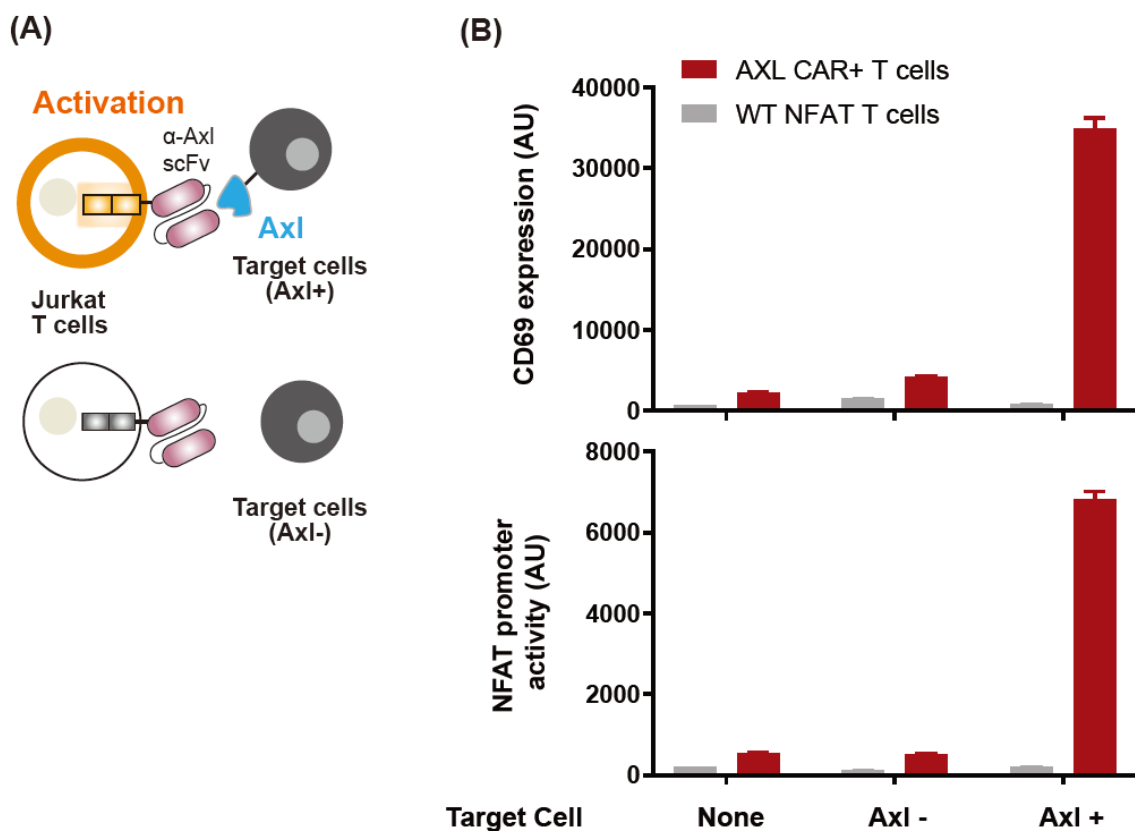 (A)
Activation
α-Axl
scFv
Axl
Target cells
(Axl+)
Jurkat
T cells
Target cells
(Axl-)
(B)
AXL CAR+ T cells
WT NFAT T cells
CD69 expression (AU)
40000
30000
20000
10000
0
NFAT promoter
activity (AU)
8000
6000
4000
2000
0
Target Cell None Axl - Axl +